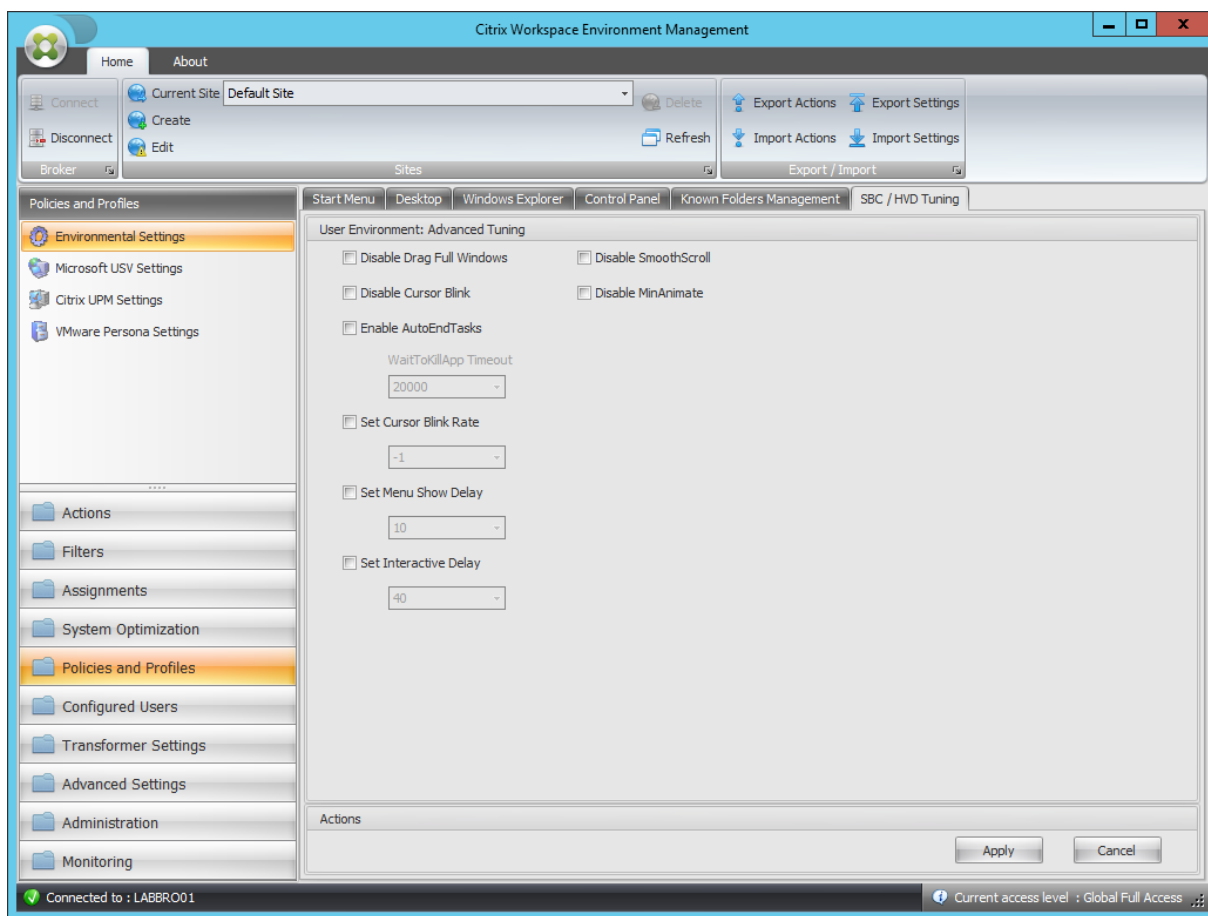 Citrix Workspace Environment Management
Home
About
Connect
Disconnect
Broker
Current Site
Default Site
Create
Edit
Delete
Refresh
Sites
Export Actions
Export Settings
Import Actions
Import Settings
Export / Import
Policies and Profiles
Environmental Settings
Microsoft USV Settings
Citrix UPM Settings
VMware Persona Settings
Actions
Filters
Assignments
System Optimization
Policies and Profiles
Configured Users
Transformer Settings
Advanced Settings
Administration
Monitoring
Start Menu
Desktop
Windows Explorer
Control Panel
Known Folders Management
SBC / HVD Tuning
User Environment: Advanced Tuning
Disable Drag Full Windows
Disable SmoothScroll
Disable Cursor Blink
Disable MinAnimate
Enable AutoEndTasks
WaitToKillApp Timeout
20000
Set Cursor Blink Rate
-1
Set Menu Show Delay
10
Set Interactive Delay
40
Actions
Apply
Cancel
Connected to : LABBRO01
Current access level : Global Full Access